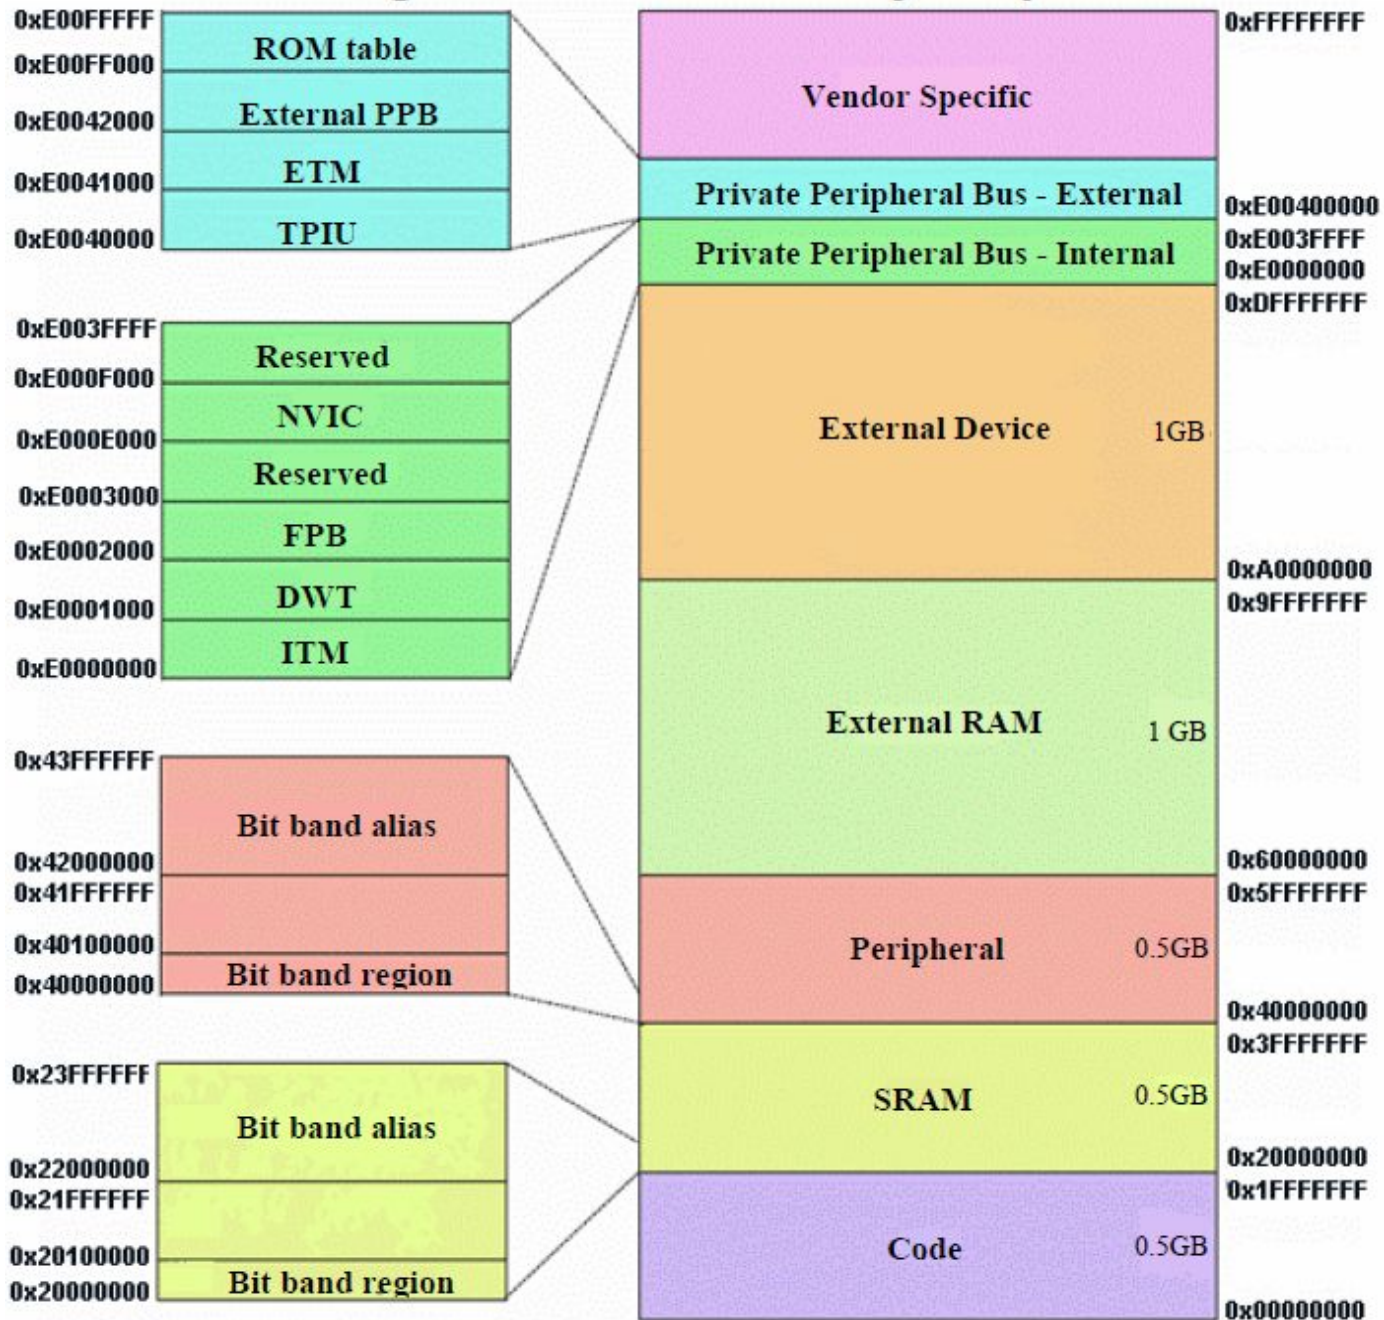 0xE00FFFFF
ROM table
0xE00FF000
External PPB
0xE0042000
ETM
0xE0041000
TPIU
0xE0040000
0xE003FFFF
Reserved
0xE000F000
NVIC
0xE000E000
Reserved
0xE0003000
FPB
0xE0002000
DWT
0xE0001000
ITM
0xE0000000
0x43FFFFFF
Bit band alias
0x42000000
0x41FFFFFF
0x40100000
Bit band region
0x40000000
0x23FFFFFF
Bit band alias
0x22000000
0x21FFFFFF
0x20100000
Bit band region
0x20000000
0xFFFFFFFF
Vendor Specific
Private Peripheral Bus - External
0xE00400000
0xE003FFFF
Private Peripheral Bus - Internal
0xE0000000
0xDFFFFFFF
External Device 1GB
0xA0000000
0x9FFFFFFF
External RAM 1 GB
0x60000000
0x5FFFFFFF
Peripheral 0.5GB
0x40000000
0x3FFFFFFF
SRAM 0.5GB
0x20000000
0x1FFFFFFF
Code 0.5GB
0x00000000